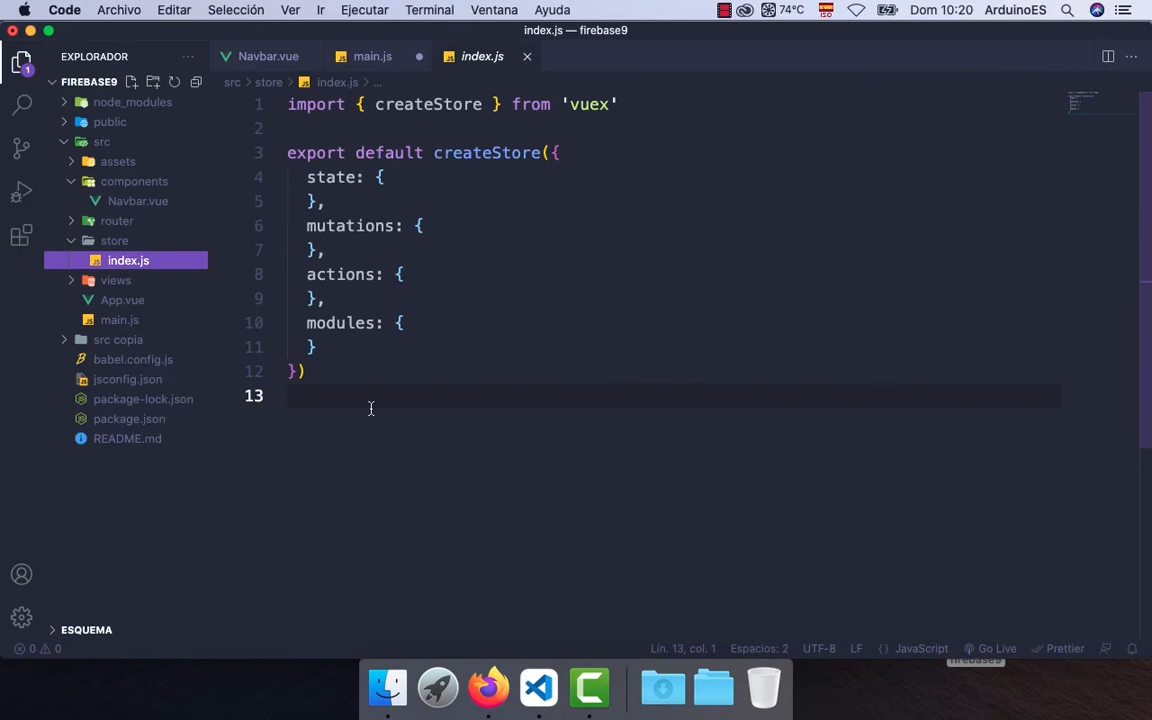 Code Archivo Editar Selección Ver Ir Ejecutar Terminal Ventana Ayuda 74°C ISO Dom 10:20 ArduinoES
index.js — firebase9
1
EXPLORADOR ...
Navbar.vue main.js index.js
FIREBASE9
src > store > index.js > ...
node_modules
public
src
assets
components
Navbar.vue
router
store
index.js
views
App.vue
main.js
src copia
babel.config.js
jsconfig.json
package-lock.json
package.json
README.md
1 import { createStore } from 'vuex'
2
3 export default createStore({
4 state: {
5 },
6 mutations: {
7 },
8 actions: {
9 },
10 modules: {
11 }
12 })
13
ESQUEMA
0 0 Lín. 13, col. 1 Espacios: 2 UTF-8 LF {} JavaScript Go Live Prettier
firebase9